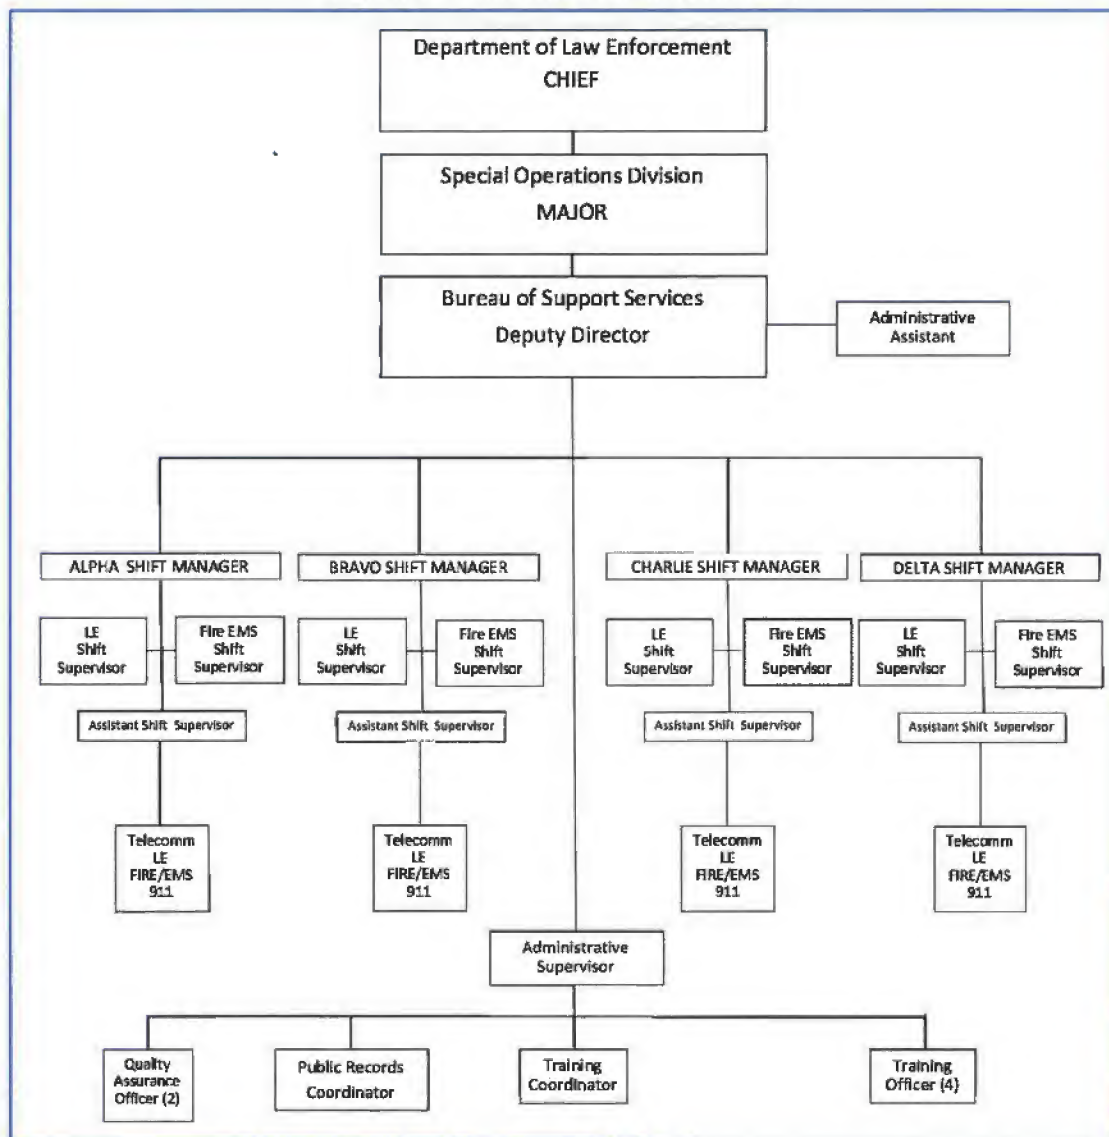 Department of Law Enforcement
CHIEF
Special Operations Division
MAJOR
Bureau of Support Services
Deputy Director
Administrative
Assistant
ALPHA SHIFT MANAGER
BRAVO SHIFT MANAGER
CHARLIE SHIFT MANAGER
DELTA SHIFT MANAGER
LE
Shift
Supervisor
Fire EMS
Shift
Supervisor
LE
Shift
Supervisor
Fire EMS
Shift
Supervisor
LE
Shift
Supervisor
Fire EMS
Shift
Supervisor
LE
Shift
Supervisor
Fire EMS
Shift
Supervisor
Assistant Shift Supervisor
Assistant Shift Supervisor
Assistant Shift Supervisor
Assistant Shift Supervisor
Telecomm
LE
FIRE/EMS
911
Telecomm
LE
FIRE/EMS
911
Telecomm
LE
FIRE/EMS
911
Telecomm
LE
FIRE/EMS
911
Administrative
Supervisor
Quality
Assurance
Officer (2)
Public Records
Coordinator
Training
Coordinator
Training
Officer (4)